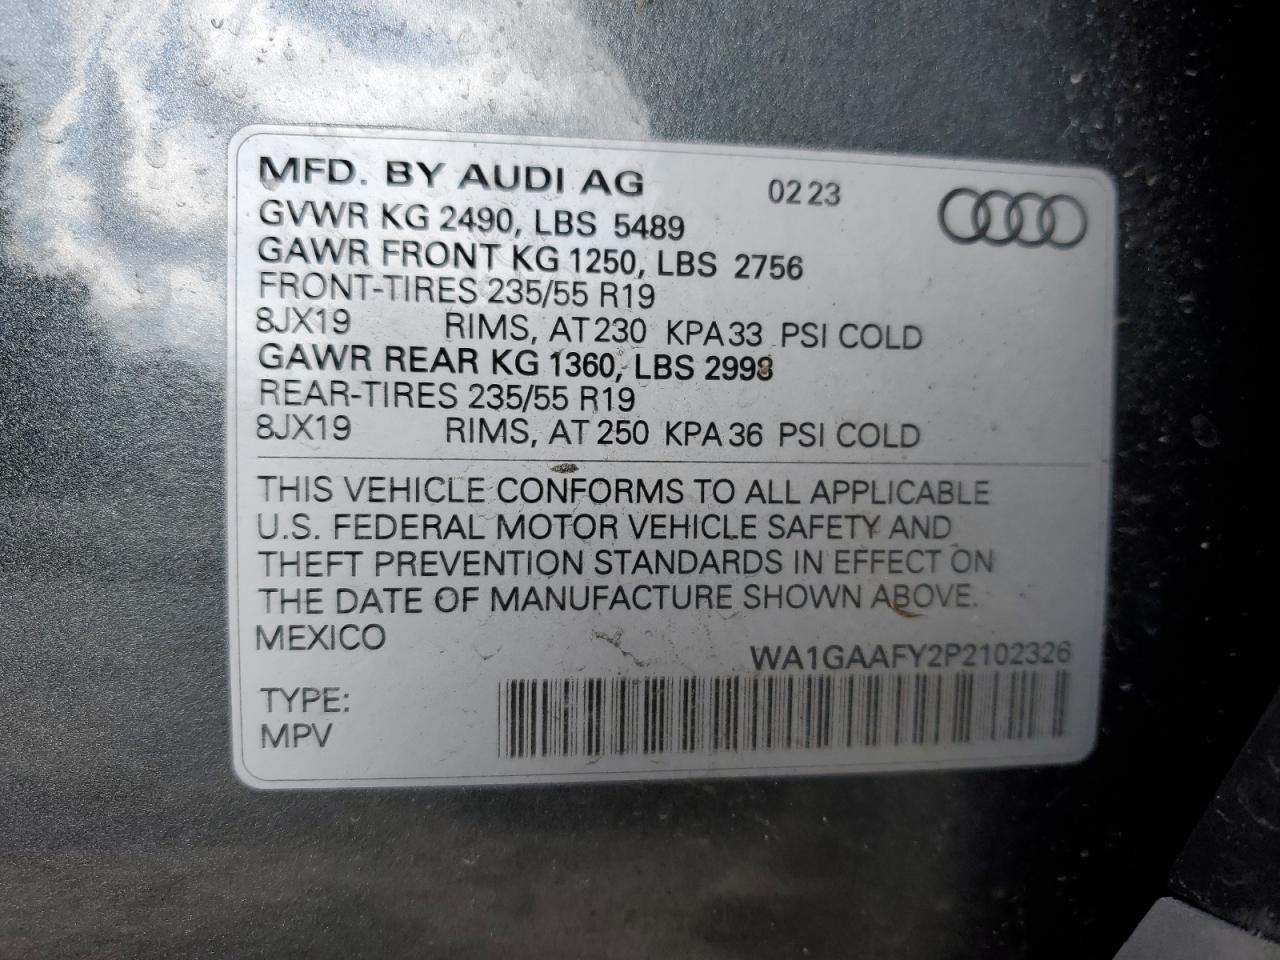 MFD. BY AUDI AG 02 23
GVWR KG 2490, LBS 5489
GAWR FRONT KG 1250, LBS 2756
FRONT-TIRES 235/55 R19
8JX19 RIMS, AT 230 KPA 33 PSI COLD
GAWR REAR KG 1360, LBS 2998
REAR-TIRES 235/55 R19
8JX19 RIMS, AT 250 KPA 36 PSI COLD
THIS VEHICLE CONFORMS TO ALL APPLICABLE
U.S. FEDERAL MOTOR VEHICLE SAFETY AND
THEFT PREVENTION STANDARDS IN EFFECT ON
THE DATE OF MANUFACTURE SHOWN ABOVE.
MEXICO
WA1GAAFY2P2102326
TYPE:
MPV